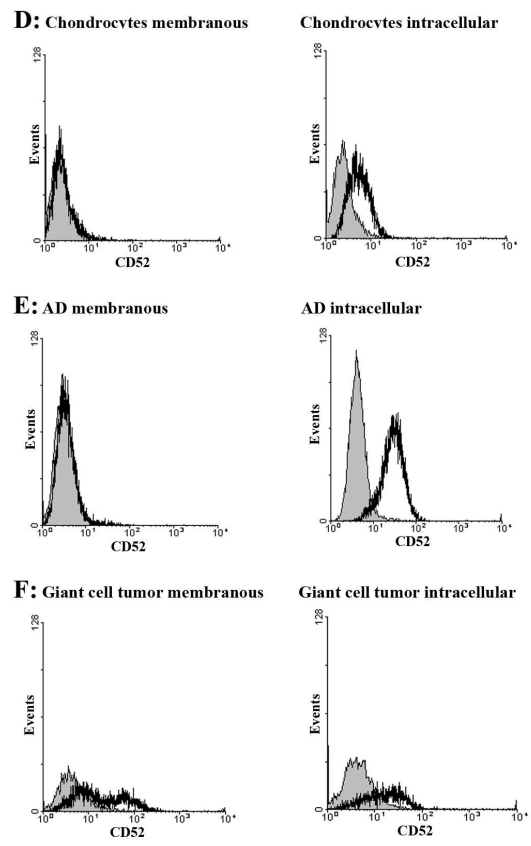 D: Chondrocytes membranous Chondrocytes intracellular
128 128
Events Events
0 10⁰ 10¹ 10² 10³ 10⁴ 0 10⁰ 10¹ 10² 10³ 10⁴
CD52 CD52
E: AD membranous AD intracellular
128 128
Events Events
0 10⁰ 10¹ 10² 10³ 10⁴ 0 10⁰ 10¹ 10² 10³ 10⁴
CD52 CD52
F: Giant cell tumor membranous Giant cell tumor intracellular
128 128
Events Events
0 10⁰ 10¹ 10² 10³ 10⁴ 0 10⁰ 10¹ 10² 10³ 10⁴
CD52 CD52